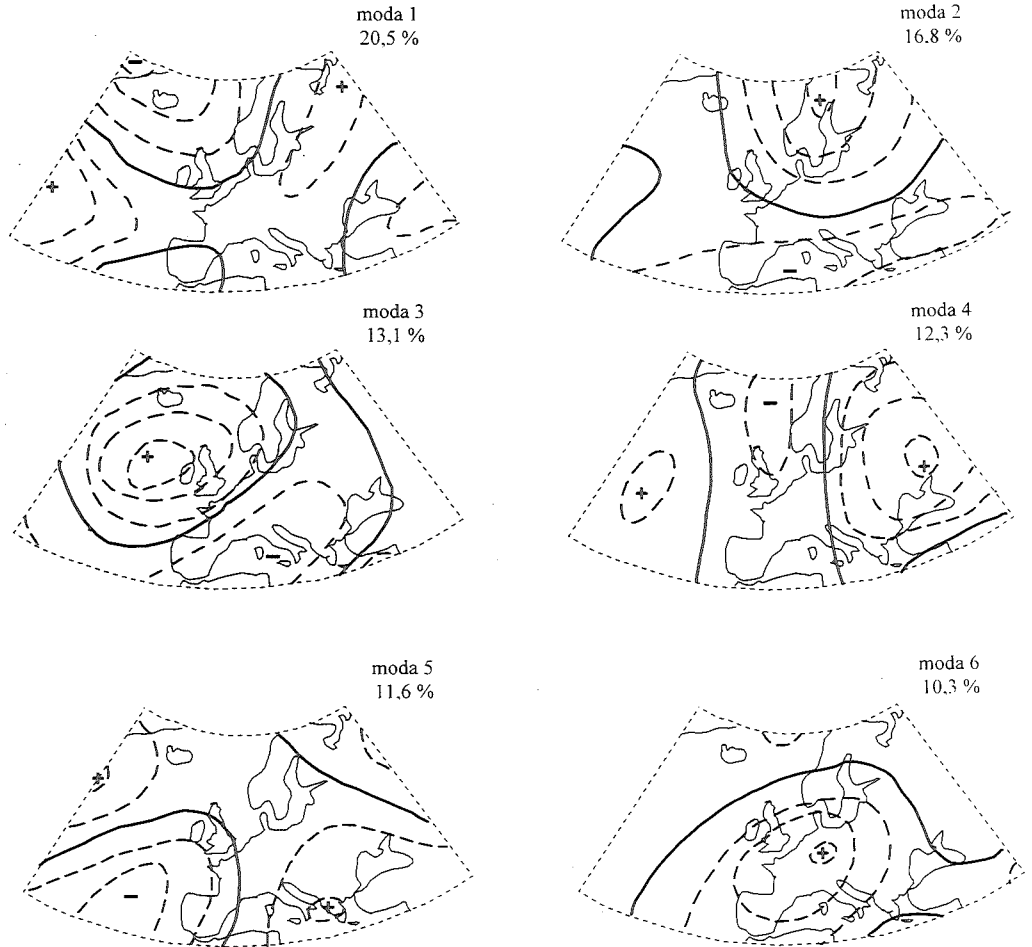 moda 1
20,5 %
moda 2
16,8 %
moda 3
13,1 %
moda 4
12,3 %
moda 5
11,6 %
moda 6
10,3 %